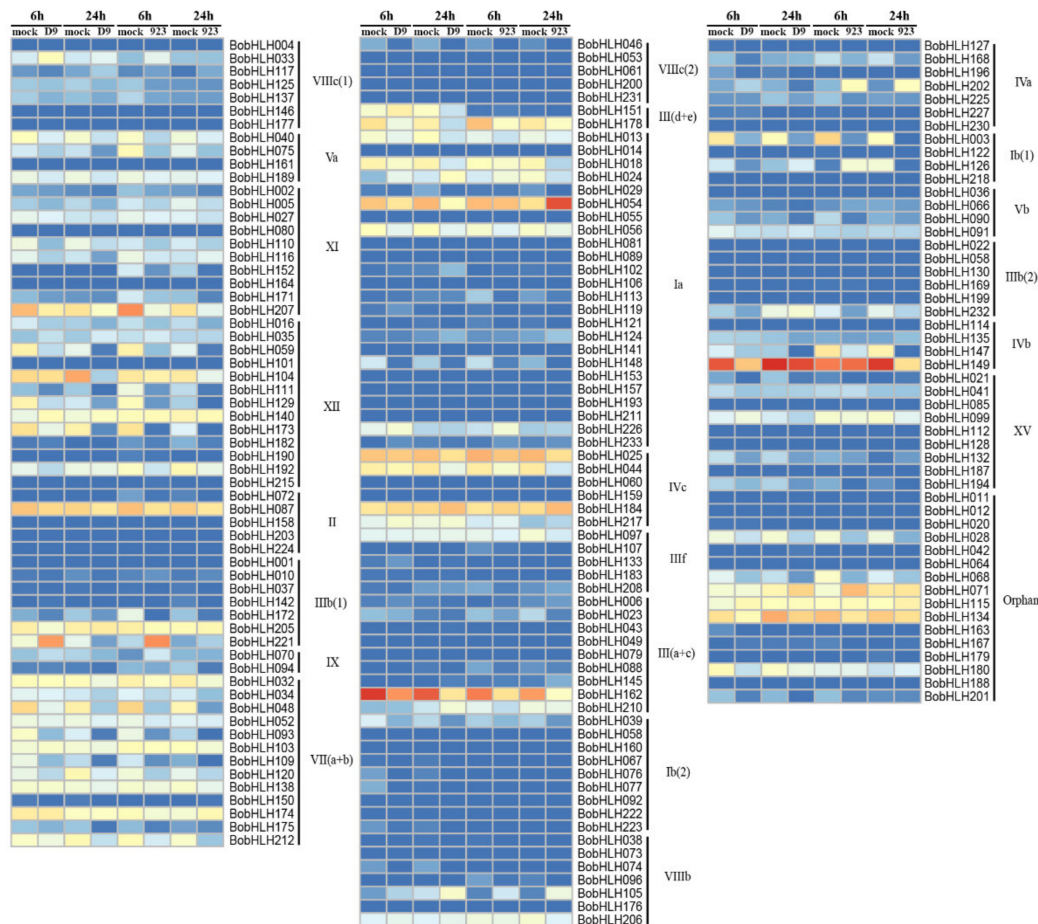 6h 24h 6h 24h
mock D9 mock D9 mock 923 mock 923
BobHLH004
BobHLH033
BobHLH117
BobHLH125
BobHLH137
BobHLH146
BobHLH177
VIIIc(1)
BobHLH040
BobHLH075
BobHLH161
BobHLH189
Va
BobHLH002
BobHLH005
BobHLH027
BobHLH080
BobHLH110
BobHLH116
BobHLH152
BobHLH164
BobHLH171
BobHLH207
XI
BobHLH016
BobHLH035
BobHLH059
BobHLH101
BobHLH104
BobHLH111
BobHLH129
BobHLH140
BobHLH173
BobHLH182
BobHLH190
BobHLH192
BobHLH215
XII
BobHLH072
BobHLH087
BobHLH158
BobHLH203
BobHLH224
II
BobHLH001
BobHLH010
BobHLH037
BobHLH142
BobHLH172
BobHLH205
BobHLH221
IIIb(1)
BobHLH070
BobHLH094
IX
BobHLH032
BobHLH034
BobHLH048
BobHLH052
BobHLH093
BobHLH103
BobHLH109
BobHLH120
BobHLH138
BobHLH150
BobHLH174
BobHLH175
BobHLH212
VII(a+b)
6h 24h 6h 24h
mock D9 mock D9 mock 923 mock 923
BobHLH046
BobHLH053
BobHLH061
BobHLH200
BobHLH231
VIIIc(2)
BobHLH151
BobHLH178
III(d+e)
BobHLH013
BobHLH014
BobHLH018
BobHLH024
BobHLH029
BobHLH054
BobHLH055
BobHLH056
BobHLH081
BobHLH089
BobHLH102
BobHLH106
BobHLH113
BobHLH119
BobHLH121
BobHLH124
BobHLH141
BobHLH148
BobHLH153
BobHLH157
BobHLH193
BobHLH211
BobHLH226
BobHLH233
Ia
BobHLH025
BobHLH044
BobHLH060
BobHLH159
BobHLH184
BobHLH217
IVc
BobHLH097
BobHLH107
BobHLH133
BobHLH183
BobHLH208
IIIf
BobHLH006
BobHLH023
BobHLH043
BobHLH049
BobHLH079
BobHLH088
BobHLH145
BobHLH162
BobHLH210
III(a+c)
BobHLH039
BobHLH058
BobHLH160
BobHLH067
BobHLH076
BobHLH077
BobHLH092
BobHLH222
BobHLH223
Ib(2)
BobHLH038
BobHLH073
BobHLH074
BobHLH096
BobHLH105
BobHLH176
BobHLH206
VIIIb
6h 24h 6h 24h
mock D9 mock D9 mock 923 mock 923
BobHLH127
BobHLH168
BobHLH196
BobHLH202
BobHLH225
BobHLH227
BobHLH230
IVa
BobHLH003
BobHLH122
BobHLH126
BobHLH218
Ib(1)
BobHLH036
BobHLH066
BobHLH090
BobHLH091
Vb
BobHLH022
BobHLH058
BobHLH130
BobHLH169
BobHLH199
BobHLH232
IIIb(2)
BobHLH114
BobHLH135
BobHLH147
BobHLH149
IVb
BobHLH021
BobHLH041
BobHLH085
BobHLH099
BobHLH112
BobHLH128
BobHLH132
BobHLH187
BobHLH194
XV
BobHLH011
BobHLH012
BobHLH020
BobHLH028
BobHLH042
BobHLH064
BobHLH068
BobHLH071
BobHLH115
BobHLH134
BobHLH163
BobHLH167
BobHLH179
BobHLH180
BobHLH188
BobHLH201
Orphan